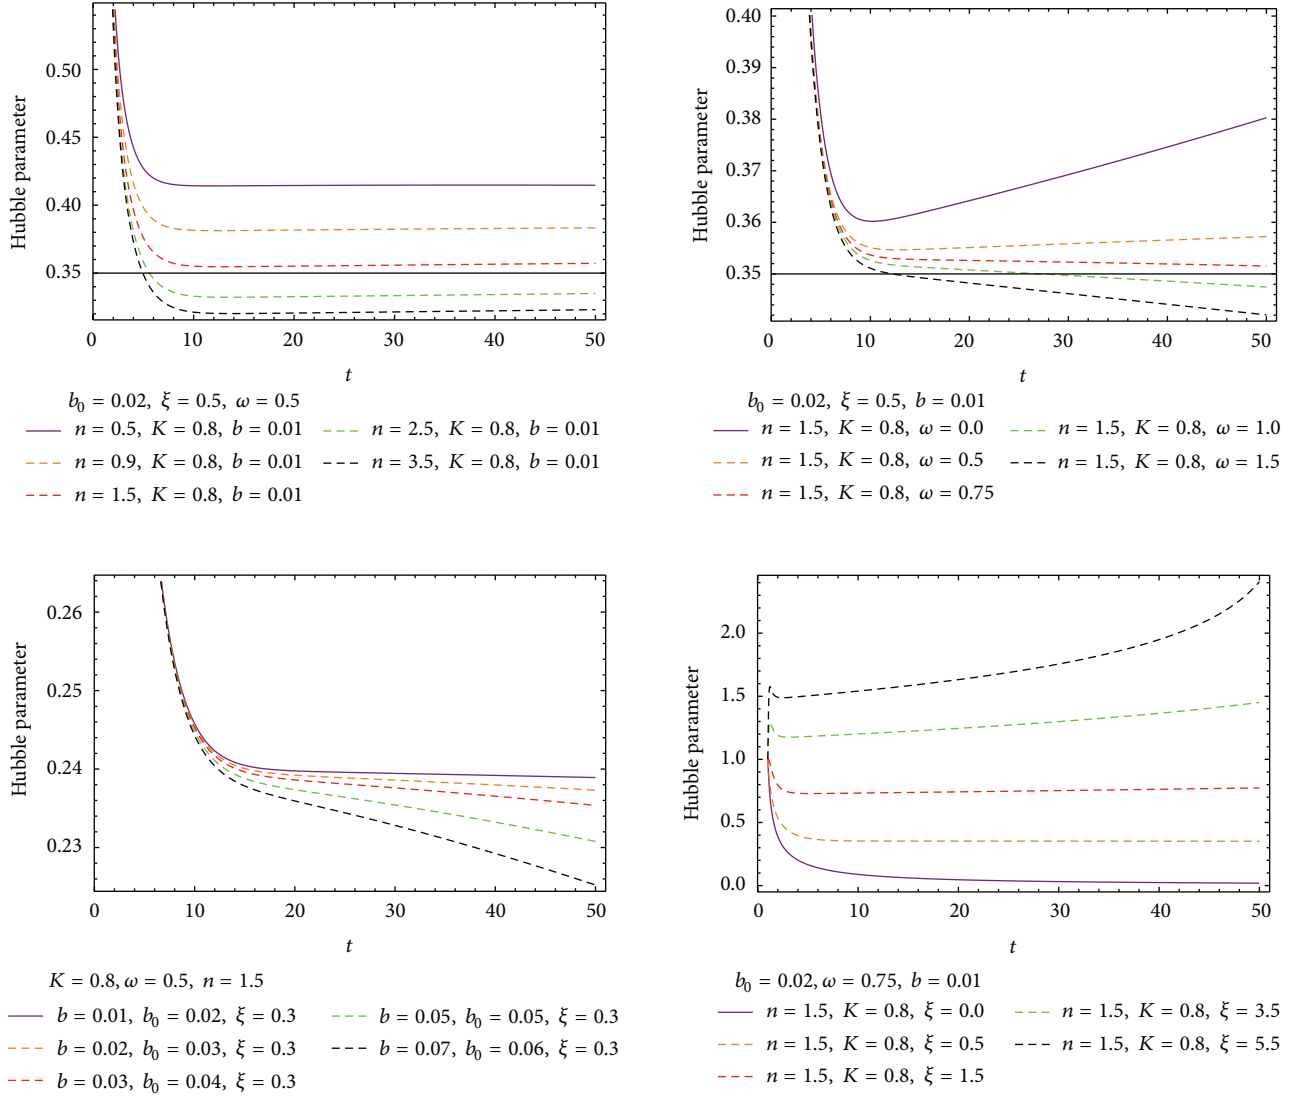 Hubble parameter
0.50
0.45
0.40
0.35
0 10 20 30 40 50
t
b0 = 0.02, ξ = 0.5, ω = 0.5
n = 0.5, K = 0.8, b = 0.01
n = 0.9, K = 0.8, b = 0.01
n = 1.5, K = 0.8, b = 0.01
n = 2.5, K = 0.8, b = 0.01
n = 3.5, K = 0.8, b = 0.01
Hubble parameter
0.40
0.39
0.38
0.37
0.36
0.35
0 10 20 30 40 50
t
b0 = 0.02, ξ = 0.5, b = 0.01
n = 1.5, K = 0.8, ω = 0.0
n = 1.5, K = 0.8, ω = 0.5
n = 1.5, K = 0.8, ω = 0.75
n = 1.5, K = 0.8, ω = 1.0
n = 1.5, K = 0.8, ω = 1.5
Hubble parameter
0.26
0.25
0.24
0.23
0 10 20 30 40 50
t
K = 0.8, ω = 0.5, n = 1.5
b = 0.01, b0 = 0.02, ξ = 0.3
b = 0.02, b0 = 0.03, ξ = 0.3
b = 0.03, b0 = 0.04, ξ = 0.3
b = 0.05, b0 = 0.05, ξ = 0.3
b = 0.07, b0 = 0.06, ξ = 0.3
Hubble parameter
2.0
1.5
1.0
0.5
0.0
0 10 20 30 40 50
t
b0 = 0.02, ω = 0.75, b = 0.01
n = 1.5, K = 0.8, ξ = 0.0
n = 1.5, K = 0.8, ξ = 0.5
n = 1.5, K = 0.8, ξ = 1.5
n = 1.5, K = 0.8, ξ = 3.5
n = 1.5, K = 0.8, ξ = 5.5